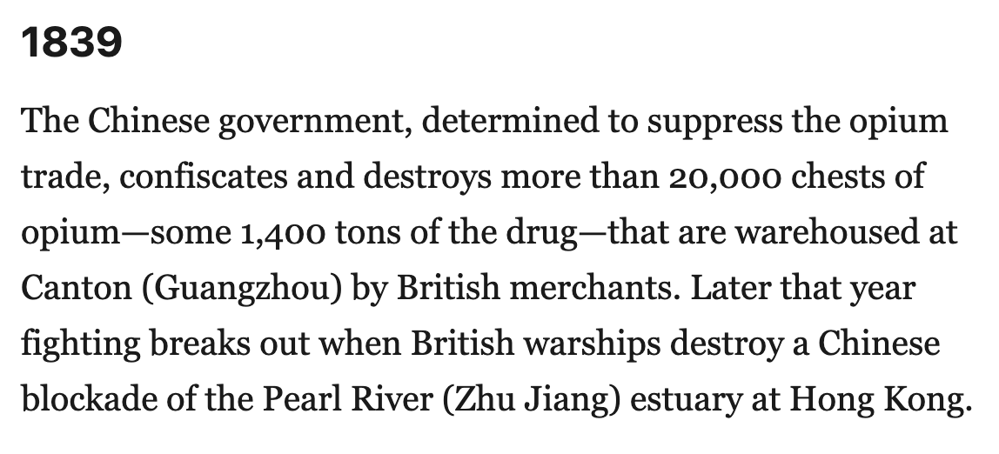 1839
The Chinese government, determined to suppress the opium
trade, confiscates and destroys more than 20,000 chests of
opium—some 1,400 tons of the drug—that are warehoused at
Canton (Guangzhou) by British merchants. Later that year
fighting breaks out when British warships destroy a Chinese
blockade of the Pearl River (Zhu Jiang) estuary at Hong Kong.